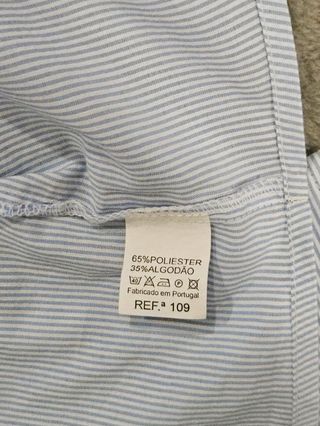 65%POLIESTER
35%ALGODÃO
Fabricado em Portugal
REF.ª 109